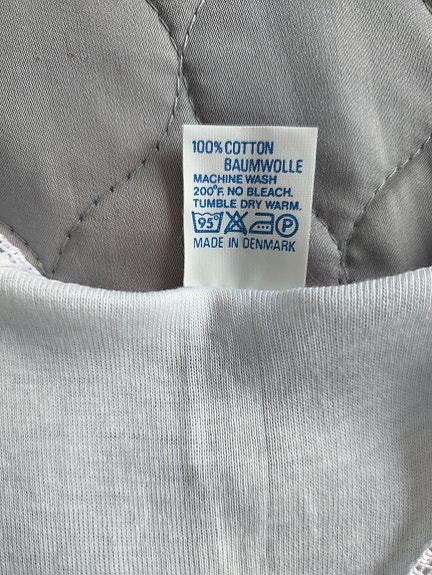 100% COTTON
BAUMWOLLE
MACHINE WASH
200°F. NO BLEACH.
TUMBLE DRY WARM.
95° P
MADE IN DENMARK